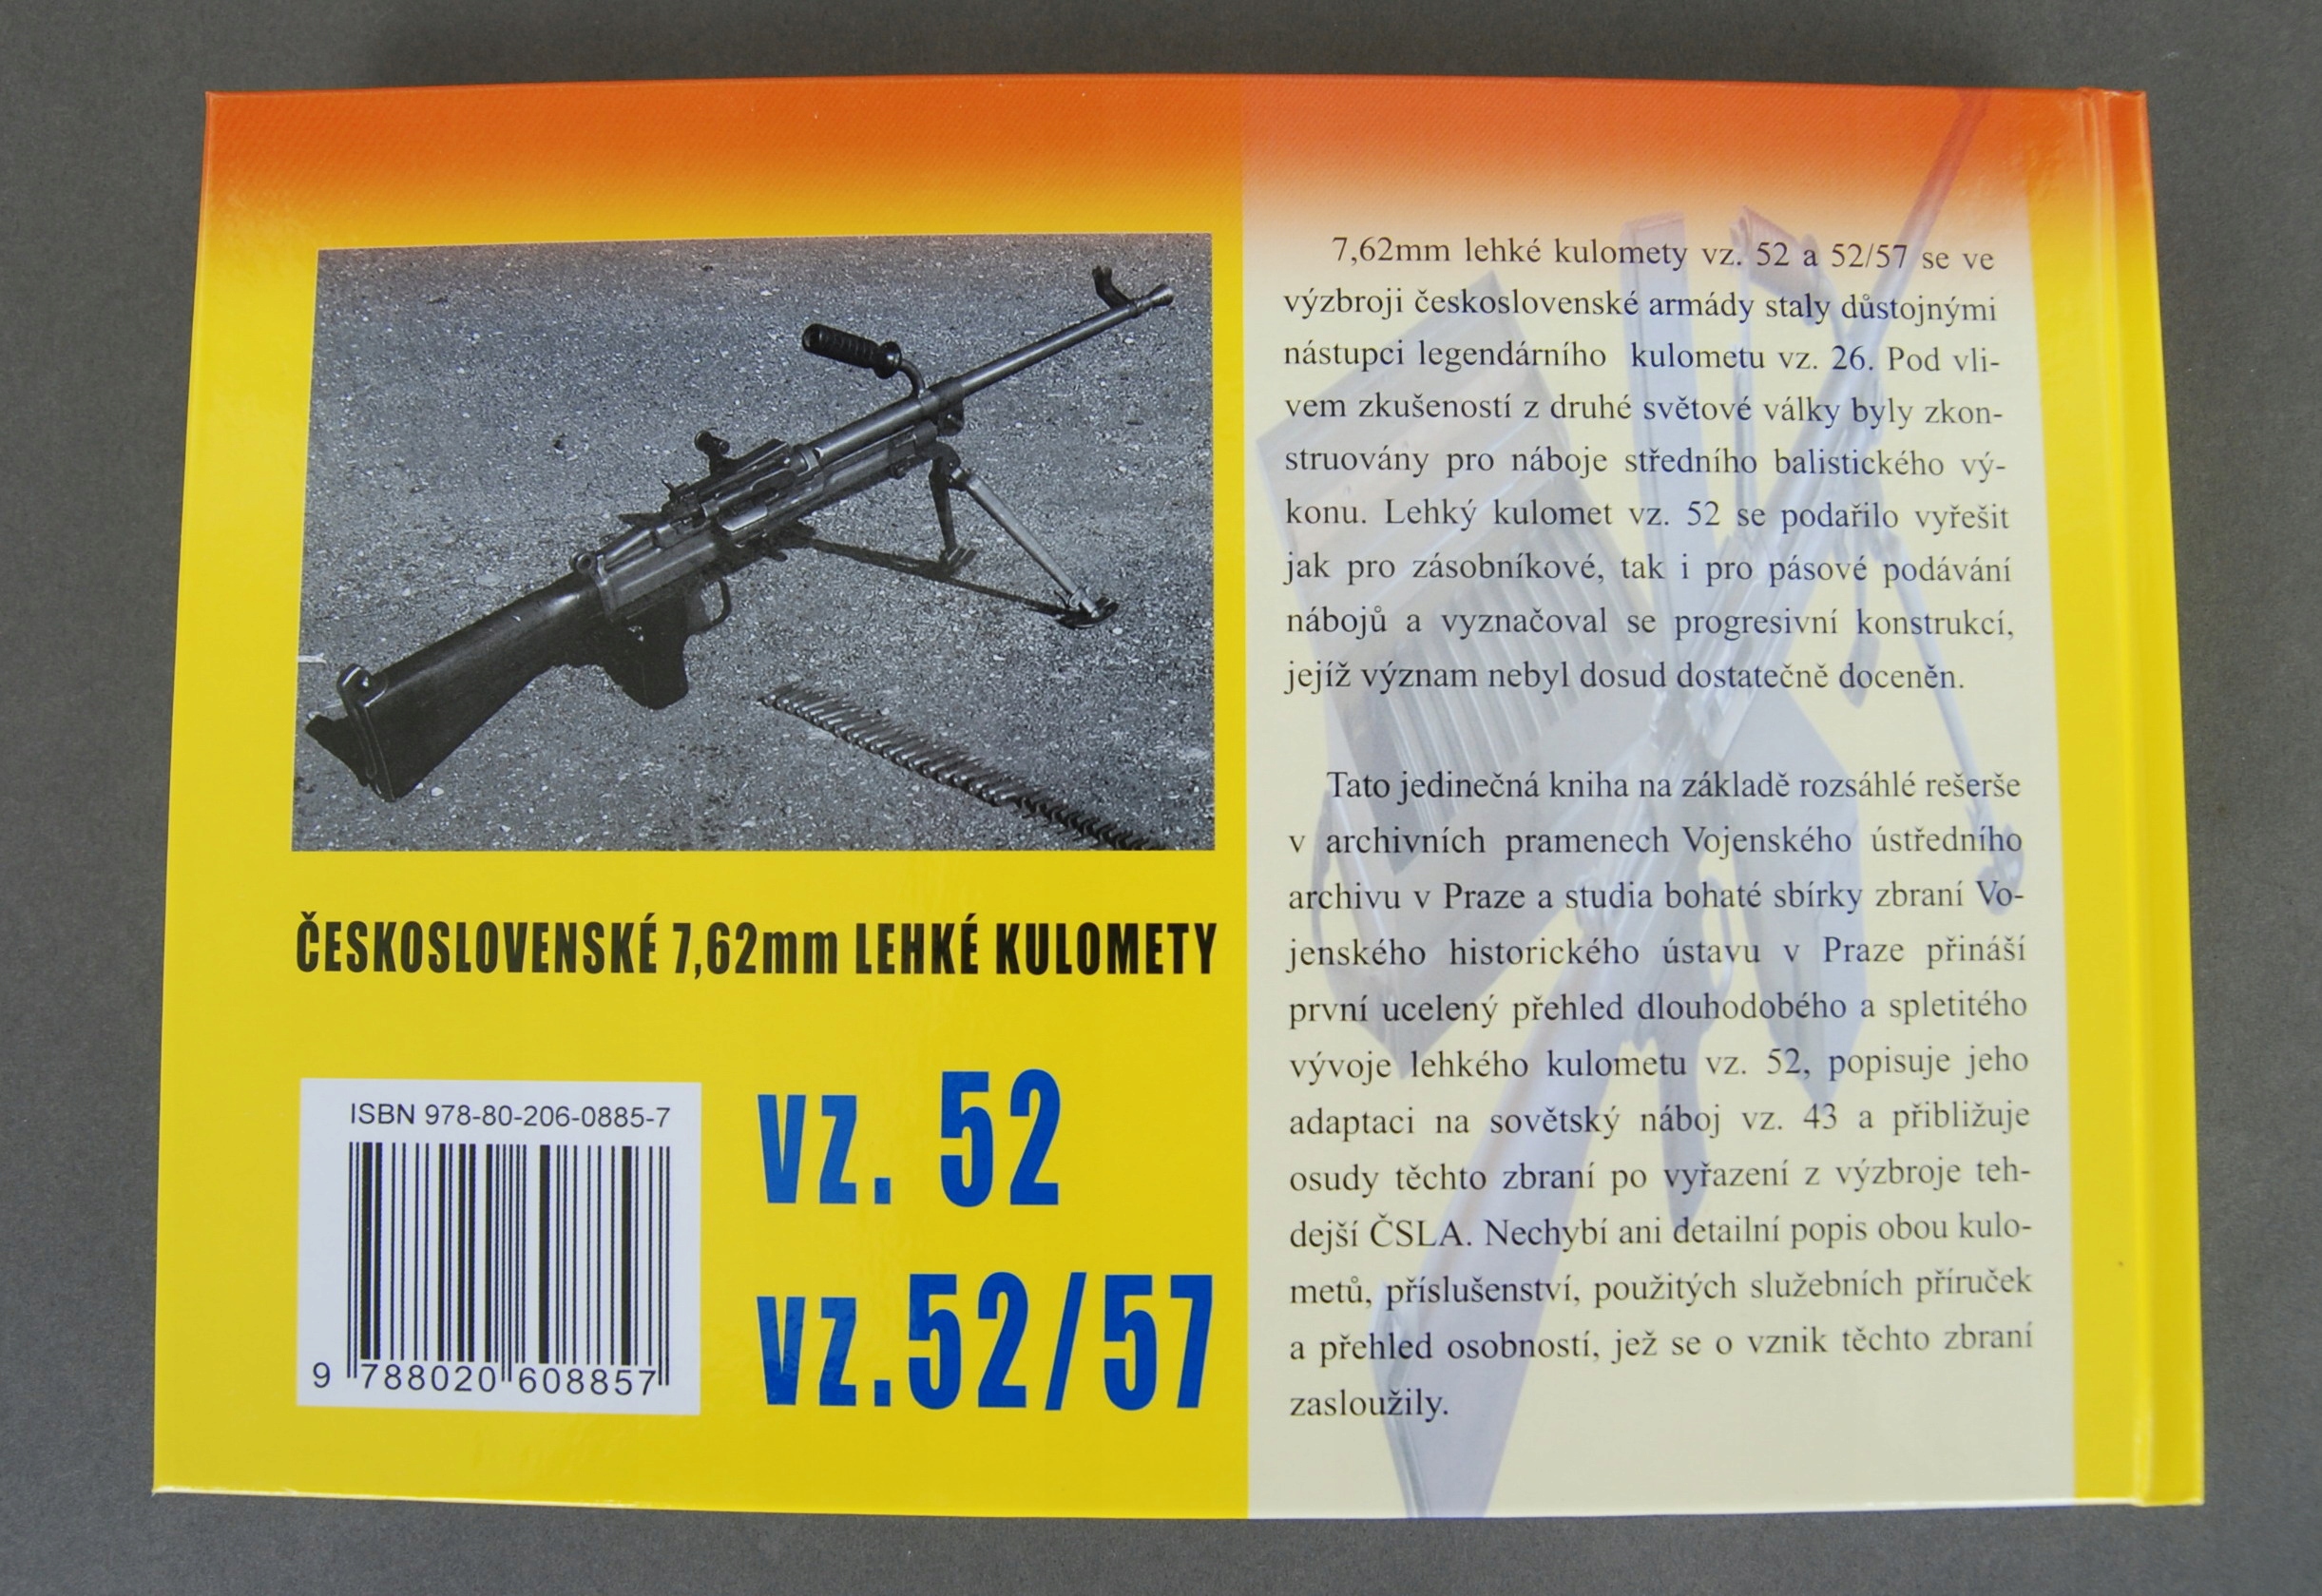 ČESKOSLOVENSKÉ 7,62mm LEHKÉ KULOMETY
ISBN 978-80-206-0885-7
9 788020 608857
vz. 52
vz.52/57
7,62mm lehké kulomety vz. 52 a 52/57 se ve
výzbroji československé armády staly důstojnými
nástupci legendárního kulometu vz. 26. Pod vli-
vem zkušeností z druhé světové války byly zkon-
struovány pro náboje středního balistického vý-
konu. Lehký kulomet vz. 52 se podařilo vyřešit
jak pro zásobníkové, tak i pro pásové podávání
nábojů a vyznačoval se progresivní konstrukcí,
jejíž význam nebyl dosud dostatečně doceněn.
Tato jedinečná kniha na základě rozsáhlé rešerše
v archivních pramenech Vojenského ústředního
archivu v Praze a studia bohaté sbírky zbraní Vo-
jenského historického ústavu v Praze přináší
první ucelený přehled dlouhodobého a spletitého
vývoje lehkého kulometu vz. 52, popisuje jeho
adaptaci na sovětský náboj vz. 43 a přibližuje
osudy těchto zbraní po vyřazení z výzbroje teh-
dejší ČSLA. Nechybí ani detailní popis obou kulo-
metů, příslušenství, použitých služebních příruček
a přehled osobností, jež se o vznik těchto zbraní
zasloužily.